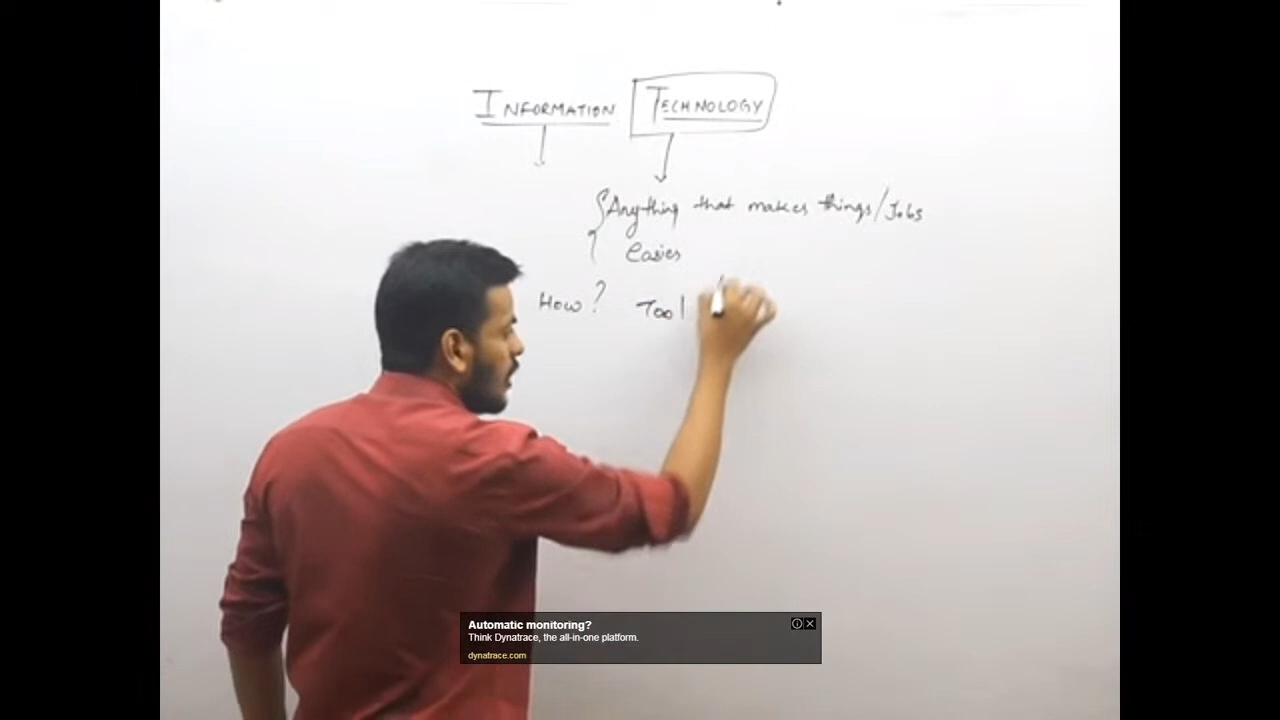 INFORMATION TECHNOLOGY
Anything that makes things/Jobs
Easier
How? Tool
Automatic monitoring?
Think Dynatrace, the all-in-one platform.
dynatrace.com